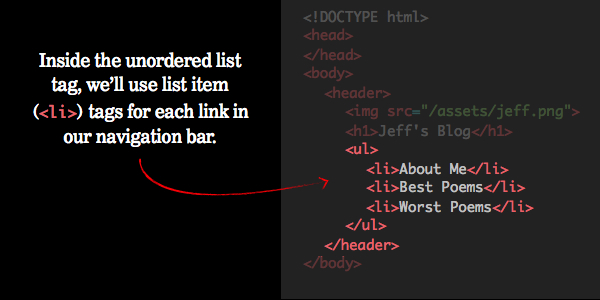 Inside the unordered list
tag, we’ll use list item
(<li>) tags for each link in
our navigation bar.
<!DOCTYPE html>
<head>
</head>
<body>
<header>
<img src="/assets/jeff.png">
<h1>Jeff's Blog</h1>
<ul>
<li>About Me</li>
<li>Best Poems</li>
<li>Worst Poems</li>
</ul>
</header>
</body>